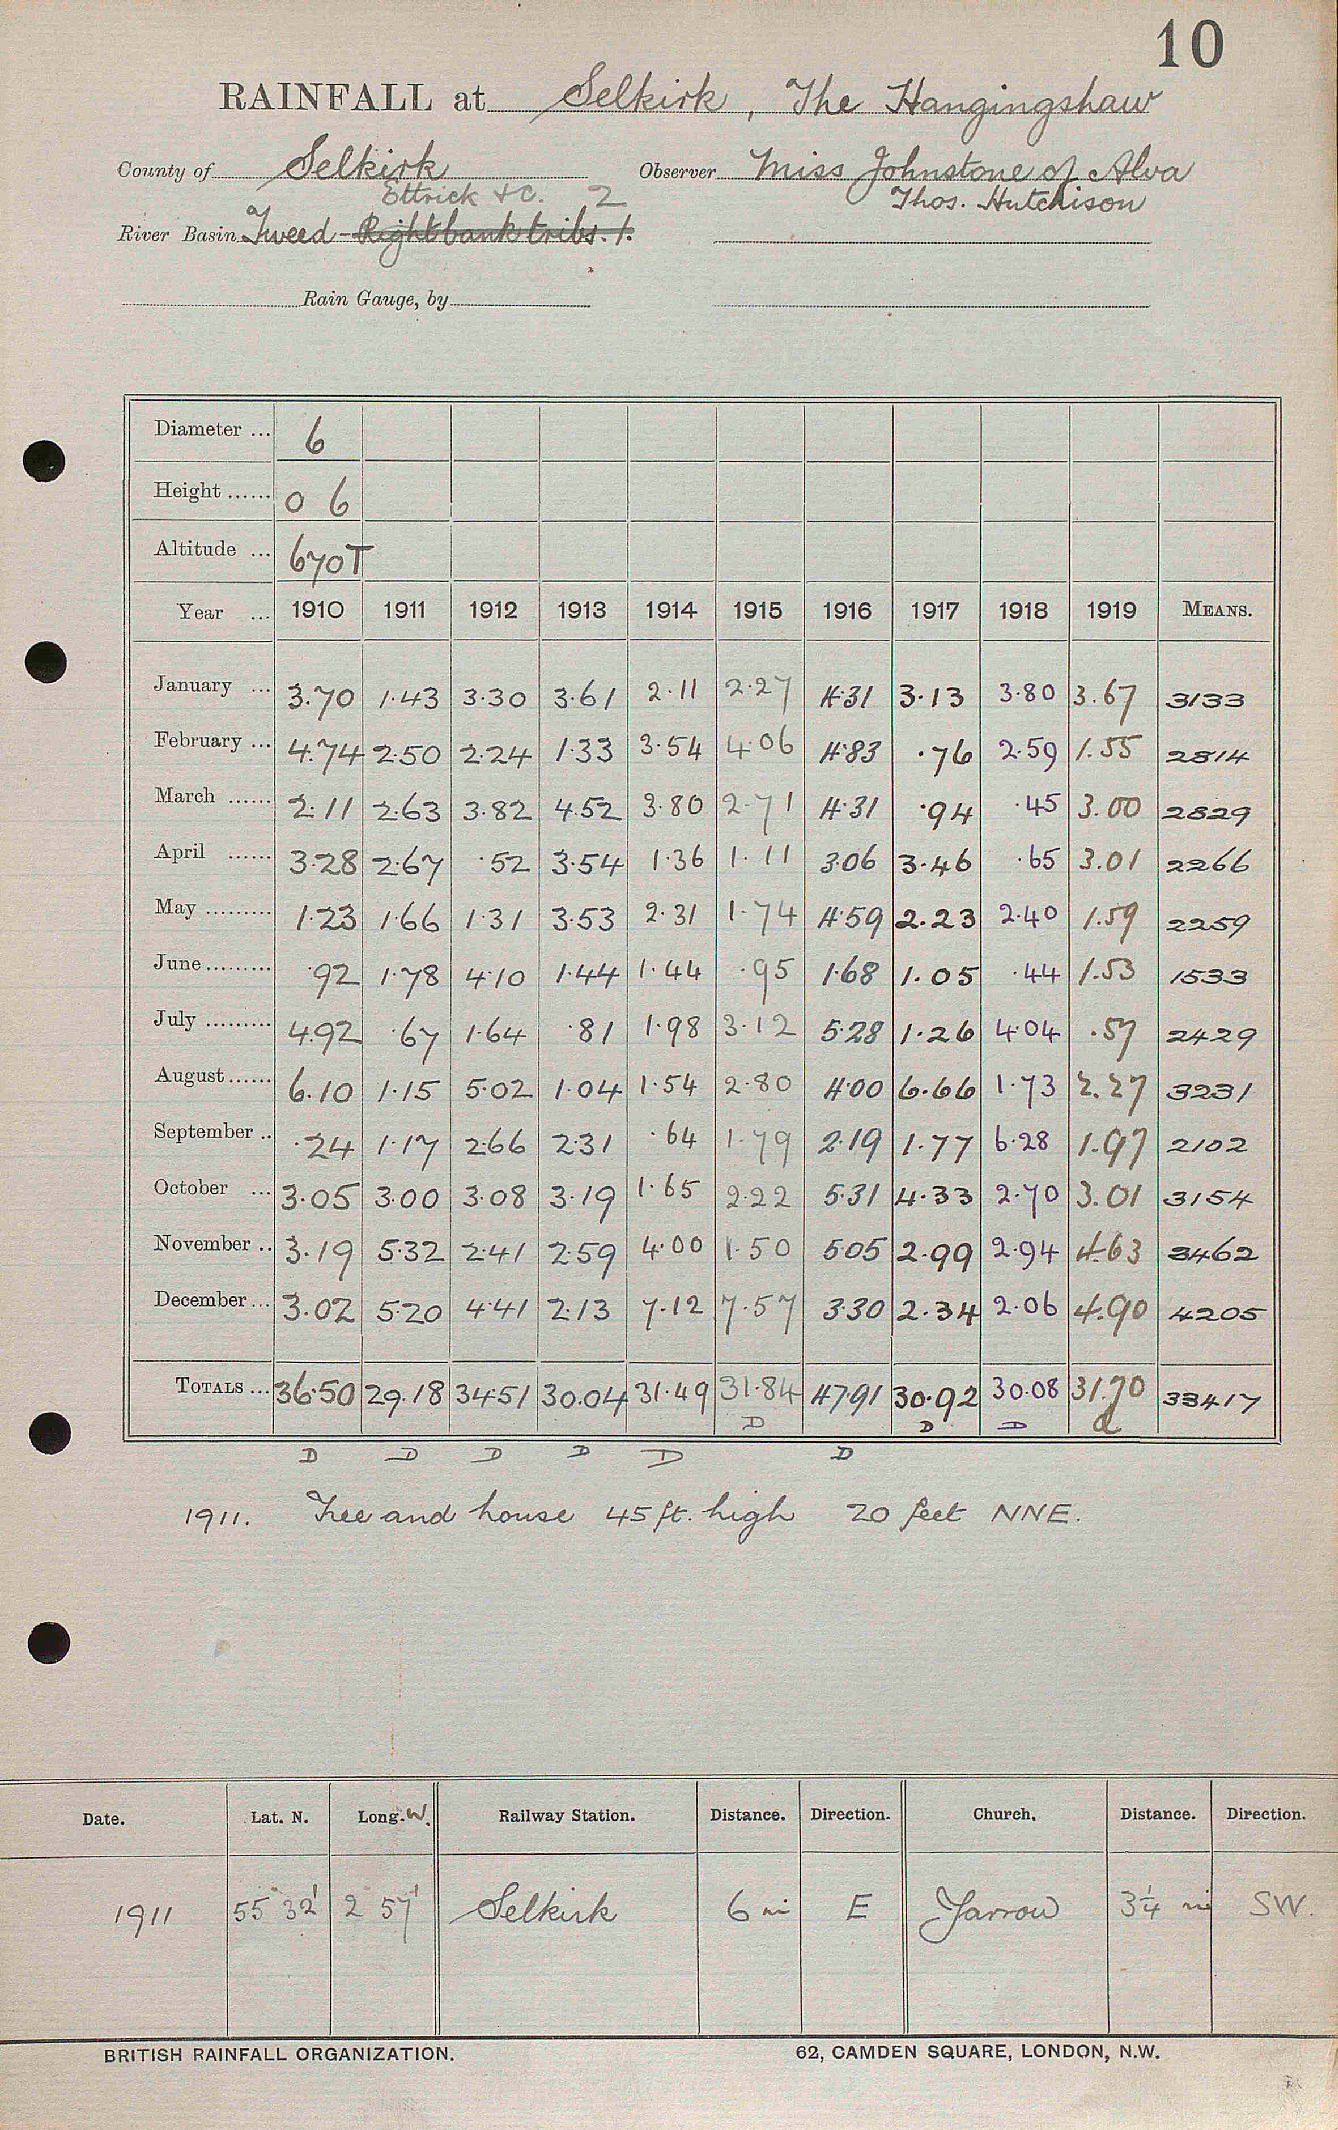 10
RAINFALL at Selkirk, The Hangingshaw
County of Selkirk Observer Miss Johnstone of Alva
Ettrick &c. 2 Thos. Hutchison
River Basin Tweed - Right bank tribs. 1.
Rain Gauge, by
Diameter ... 6
Height ...... 0 6
Altitude ... 670T
Year ... 1910 1911 1912 1913 1914 1915 1916 1917 1918 1919 MEANS.
January ... 3.70 1.43 3.30 3.61 2.11 2.27 4.31 3.13 3.80 3.67 3133
February ... 4.74 2.50 2.24 1.33 3.54 4.06 4.83 .76 2.59 1.55 2814
March ...... 2.11 2.63 3.82 4.52 3.80 2.71 4.31 .94 .45 3.00 2829
April ...... 3.28 2.67 .52 3.54 1.36 1.11 3.06 3.46 .65 3.01 2266
May ......... 1.23 1.66 1.31 3.53 2.31 1.74 4.59 2.23 2.40 1.59 2259
June ......... .92 1.78 4.10 1.44 1.44 .95 1.68 1.05 .44 1.53 1533
July ......... 4.92 .67 1.64 .81 1.98 3.12 5.28 1.26 4.04 .57 2429
August ...... 6.10 1.15 5.02 1.04 1.54 2.80 4.00 6.66 1.73 2.27 3231
September .. .24 1.17 2.66 2.31 .64 1.79 2.19 1.77 6.28 1.97 2102
October ... 3.05 3.00 3.08 3.19 1.65 2.22 5.31 4.33 2.70 3.01 3154
November .. 3.19 5.32 2.41 2.59 4.00 1.50 5.05 2.99 2.94 4.63 3462
December ... 3.02 5.20 4.41 2.13 7.12 7.57 3.30 2.34 2.06 4.90 4205
TOTALS ... 36.50 29.18 34.51 30.04 31.49 31.84 47.91 30.92 30.08 31.70 33417
D D D d
D D D D D D
1911. Tree and house 45 ft. high 20 feet NNE.
Date. Lat. N. Long. W. Railway Station. Distance. Direction. Church. Distance. Direction.
1911 55 32' 2 57' Selkirk 6 mi E Yarrow 3¼ mi SW.
BRITISH RAINFALL ORGANIZATION. 62, CAMDEN SQUARE, LONDON, N.W.